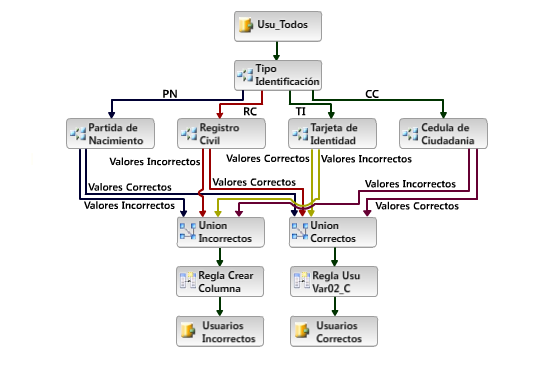 Usu_Todos
Tipo
Identificación
PN
RC
TI
CC
Partida de
Nacimiento
Registro
Civil
Tarjeta de
Identidad
Cedula de
Ciudadania
Valores Incorrectos
Valores Correctos
Valores Incorrectos
Valores Correctos
Valores Correctos
Valores Incorrectos
Valores Incorrectos
Valores Correctos
Union
Incorrectos
Union
Correctos
Regla Crear
Columna
Regla Usu
Var02_C
Usuarios
Incorrectos
Usuarios
Correctos